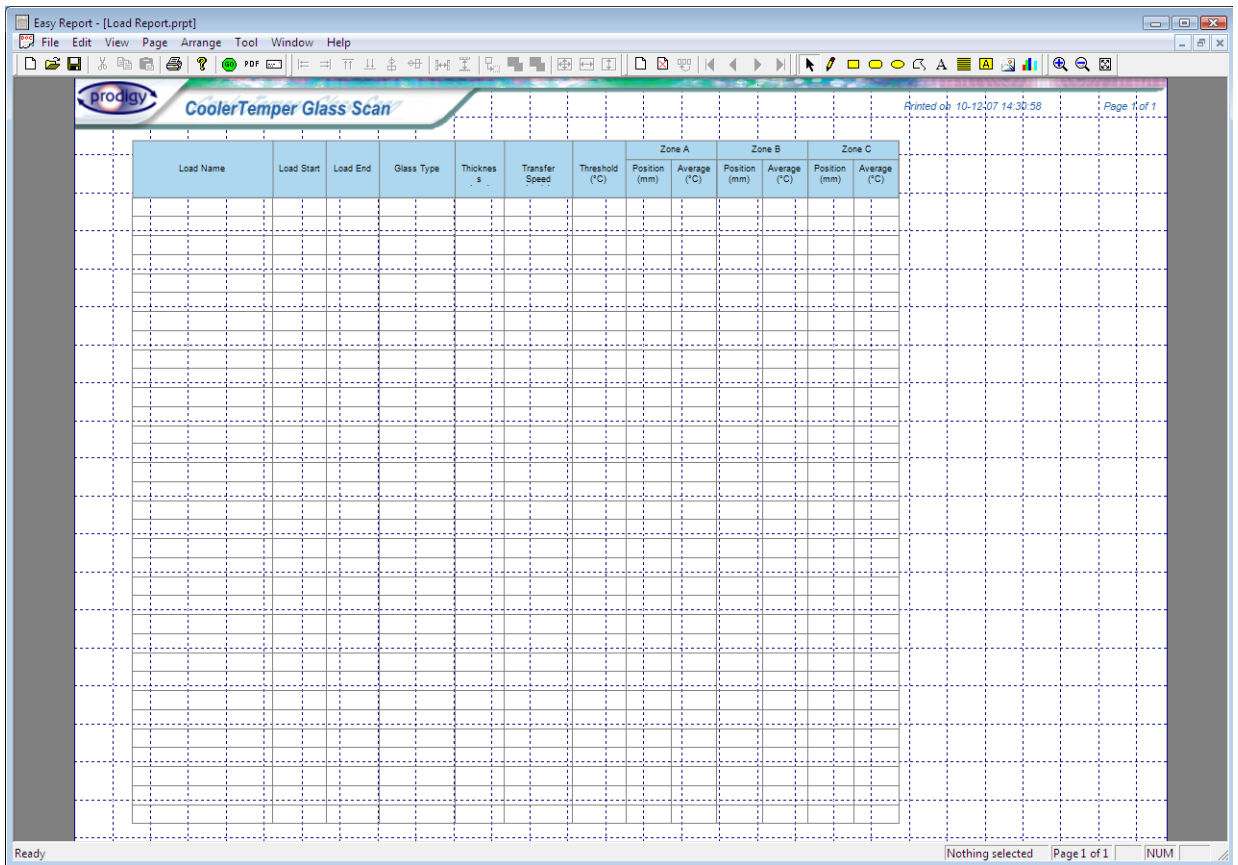 Easy Report - [Load Report.prpt]
File Edit View Page Arrange Tool Window Help
GO PDF A A
prodigy
CoolerTemper Glass Scan
Printed on 10-12-07 14:30:58 Page 1 of 1
Zone A Zone B Zone C
Load Name Load Start Load End Glass Type Thicknes Transfer Threshold Position Average Position Average Position Average
s Speed (°C) (mm) (°C) (mm) (°C) (mm) (°C)
Ready Nothing selected Page 1 of 1 NUM